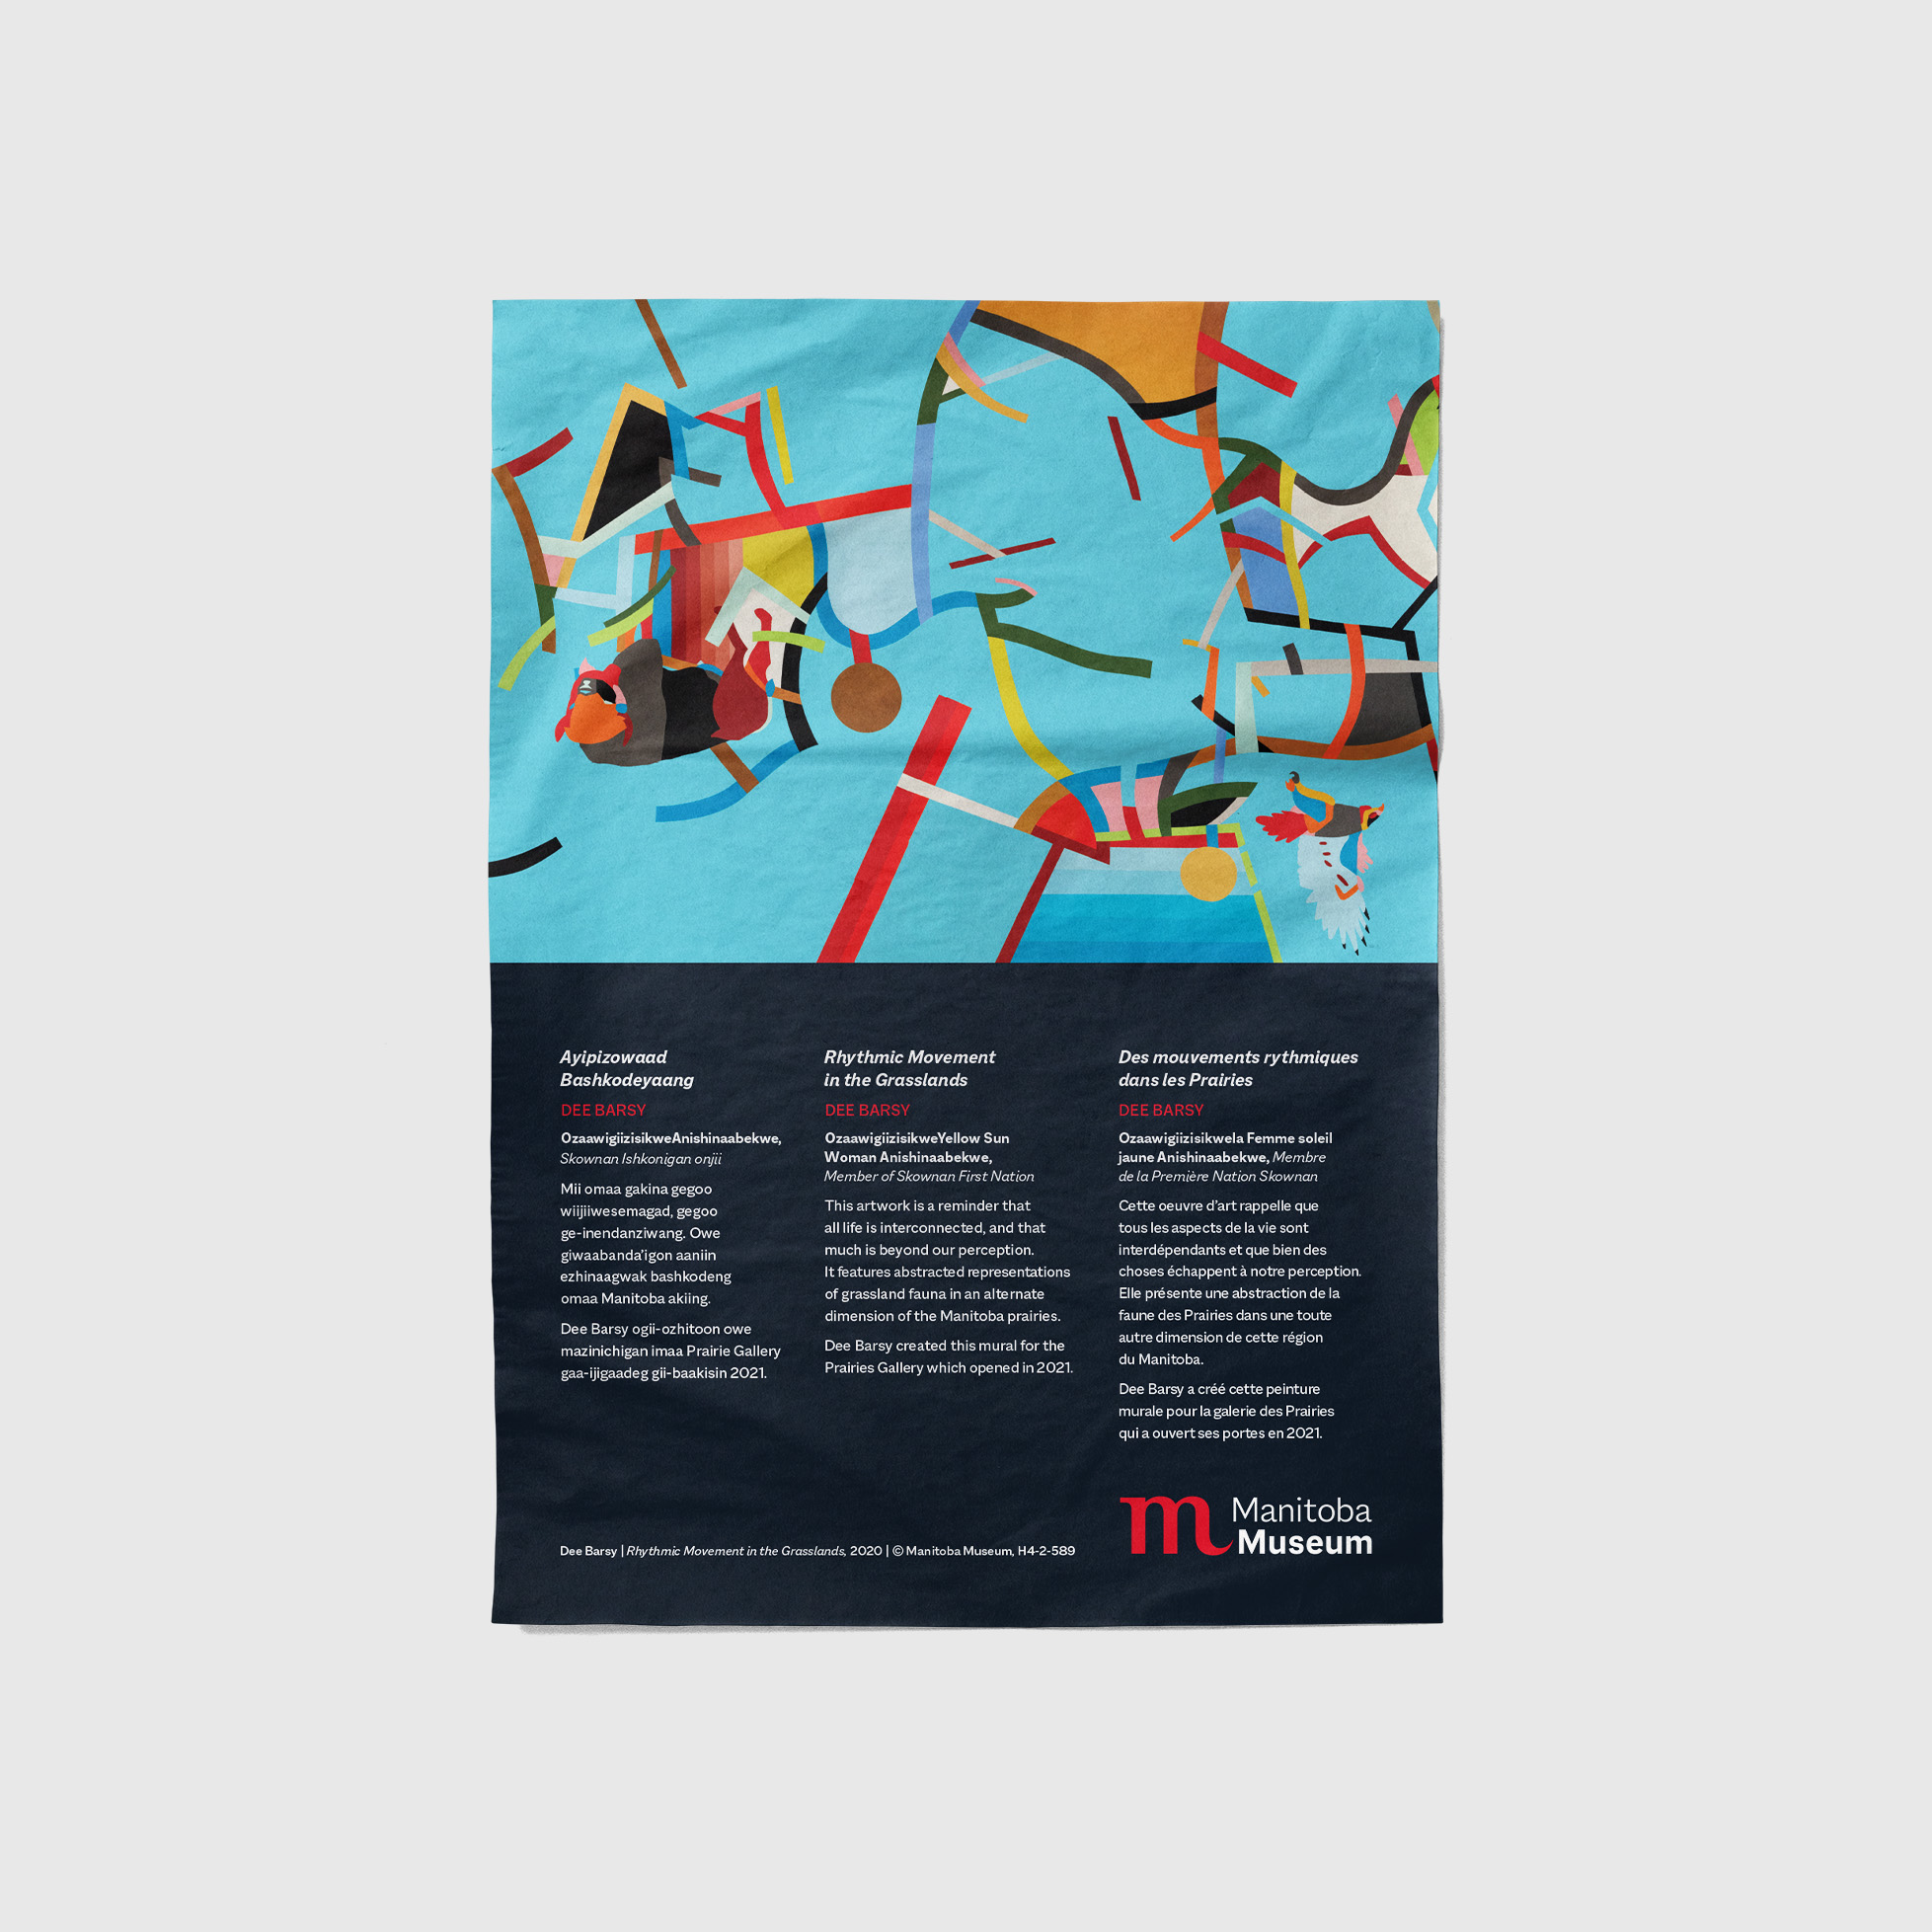 Ayipizowaad
Bashkodeyaang
DEE BARSY
OzaawigiizisikweAnishinaabekwe,
Skownan Ishkonigan onjii
Mii omaa gakina gegoo
wiijiiwesemagad, gegoo
ge-inendanziwang. Owe
giwaabanda'igon aaniin
ezhinaagwak bashkodeng
omaa Manitoba akiing.
Dee Barsy ogii-ozhitoon owe
mazinichigan imaa Prairie Gallery
gaa-ijigaadeg gii-baakisin 2021.
Rhythmic Movement
in the Grasslands
DEE BARSY
OzaawigiizisikweYellow Sun
Woman Anishinaabekwe,
Member of Skownan First Nation
This artwork is a reminder that
all life is interconnected, and that
much is beyond our perception.
It features abstracted representations
of grassland fauna in an alternate
dimension of the Manitoba prairies.
Dee Barsy created this mural for the
Prairies Gallery which opened in 2021.
Des mouvements rythmiques
dans les Prairies
DEE BARSY
Ozaawigiizisikwela Femme soleil
jaune Anishinaabekwe, Membre
de la Première Nation Skownan
Cette oeuvre d'art rappelle que
tous les aspects de la vie sont
interdépendants et que bien des
choses échappent à notre perception.
Elle présente une abstraction de la
faune des Prairies dans une toute
autre dimension de cette région
du Manitoba.
Dee Barsy a créé cette peinture
murale pour la galerie des Prairies
qui a ouvert ses portes en 2021.
Dee Barsy | Rhythmic Movement in the Grasslands, 2020 | © Manitoba Museum, H4-2-589
m Manitoba
Museum